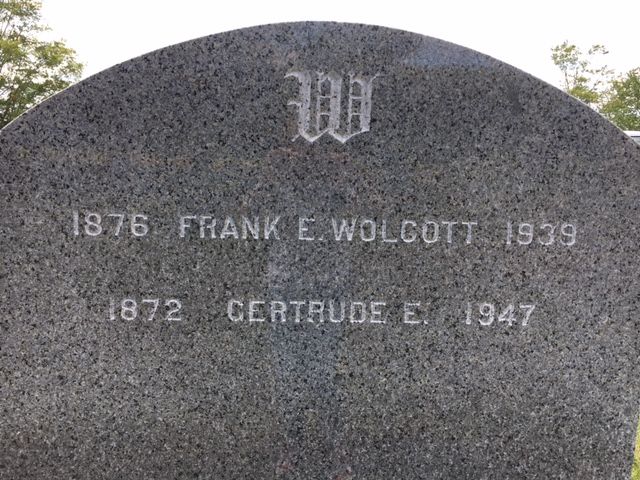 W
1876 FRANK E. WOLCOTT 1939
1872 GERTRUDE E. 1947